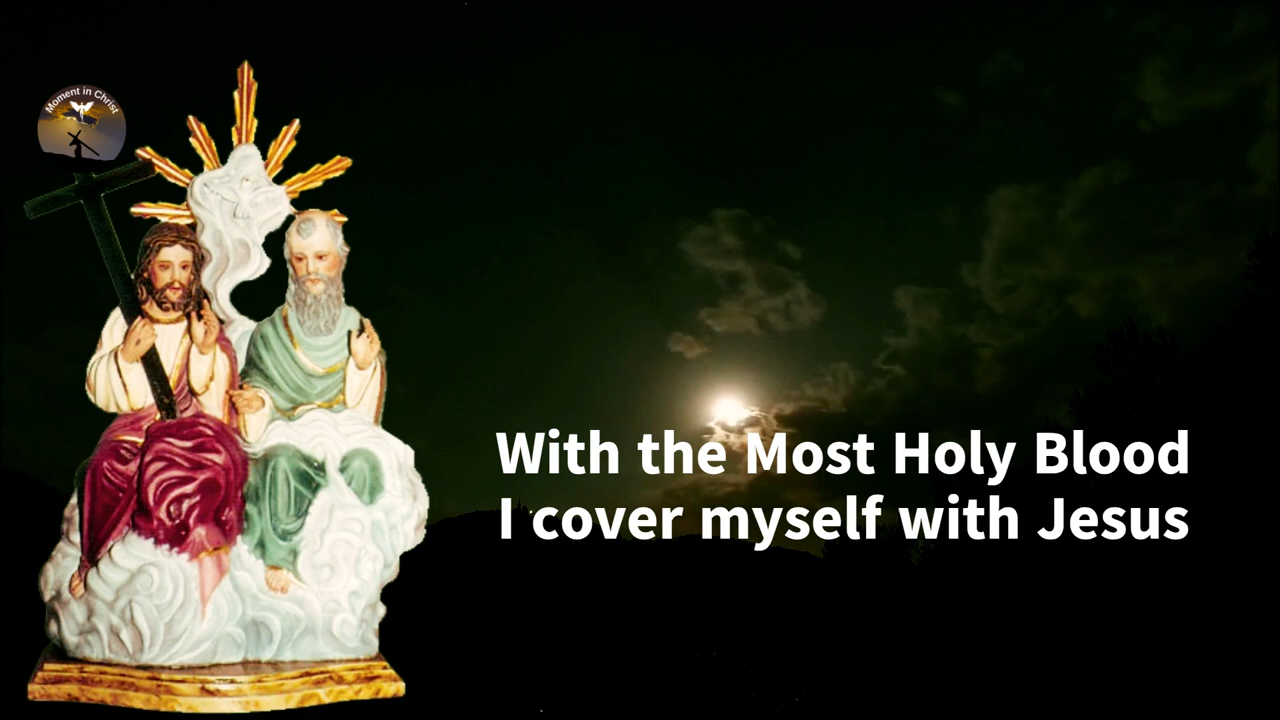 Moment in Christ
With the Most Holy Blood
I cover myself with Jesus